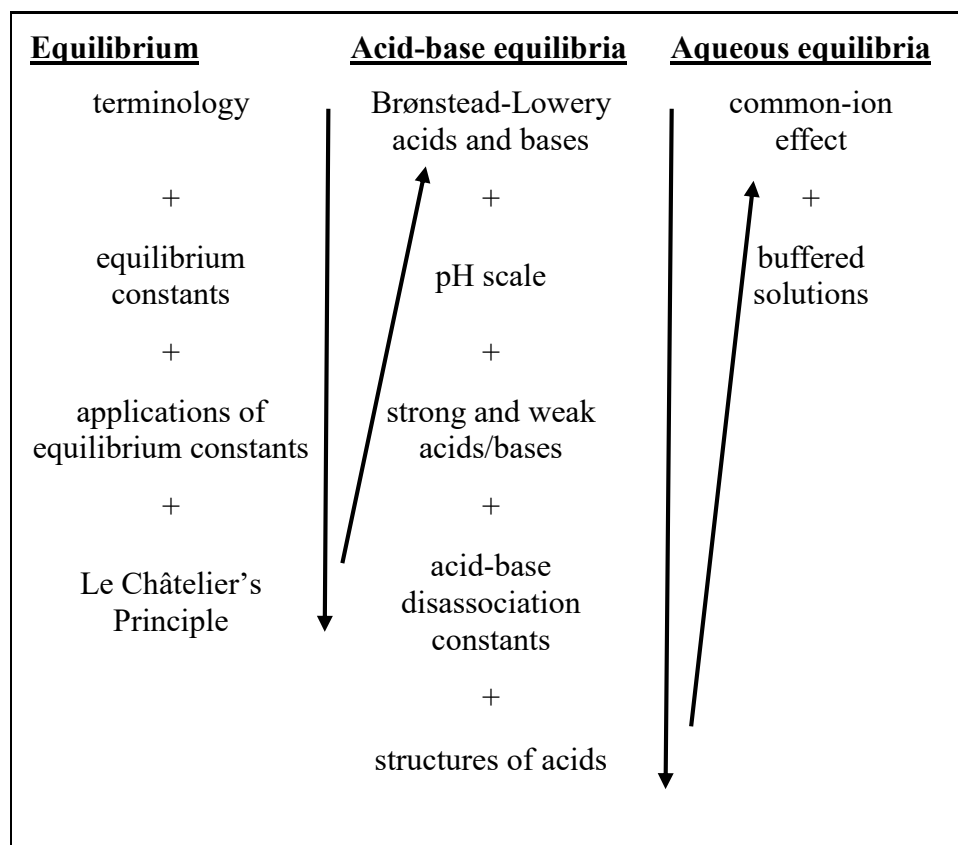 Equilibrium
terminology
+
equilibrium
constants
+
applications of
equilibrium constants
+
Le Châtelier’s
Principle
Acid-base equilibria
Brønstead-Lowery
acids and bases
+
pH scale
+
strong and weak
acids/bases
+
acid-base
disassociation
constants
+
structures of acids
Aqueous equilibria
common-ion
effect
+
buffered
solutions